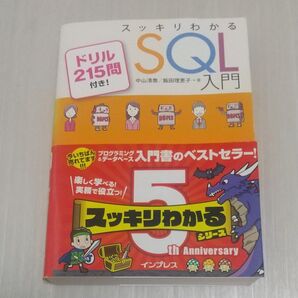 スッキリわかる
SQL
入門
ドリル
215問
付き!
中山清喬/飯田理恵子・著
プログラミング
&データベース
入門書のベストセラー!
今いちばん
売れてます!!
楽しく学べる!
実務で役立つ!
5
スッキリわかる
シリーズ
th Anniversary
インプレス